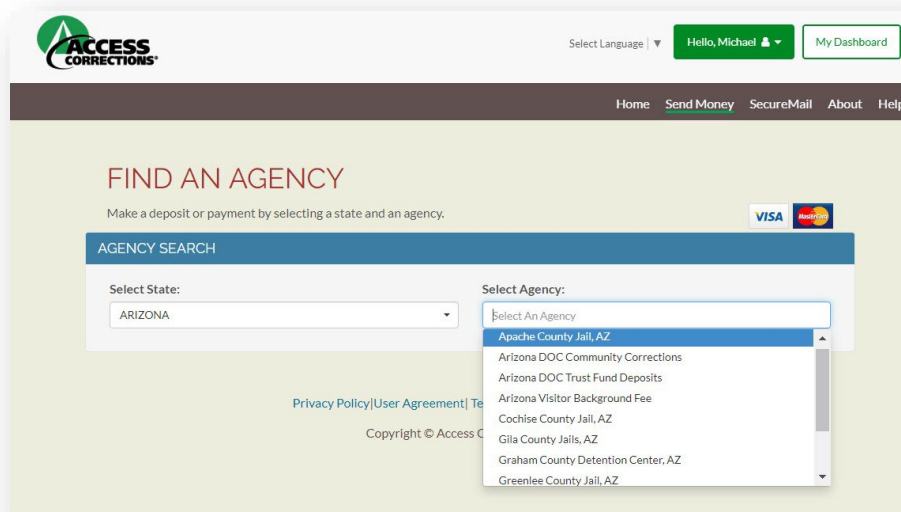 ACCESS
CORRECTIONS®
Select Language ▼
Hello, Michael
My Dashboard
Home Send Money SecureMail About Help
FIND AN AGENCY
Make a deposit or payment by selecting a state and an agency.
VISA MasterCard
AGENCY SEARCH
Select State:
Select Agency:
ARIZONA
Select An Agency
Apache County Jail, AZ
Arizona DOC Community Corrections
Arizona DOC Trust Fund Deposits
Arizona Visitor Background Fee
Cochise County Jail, AZ
Gila County Jails, AZ
Graham County Detention Center, AZ
Greenlee County Jail, AZ
Privacy Policy|User Agreement| Te
Copyright © Access C